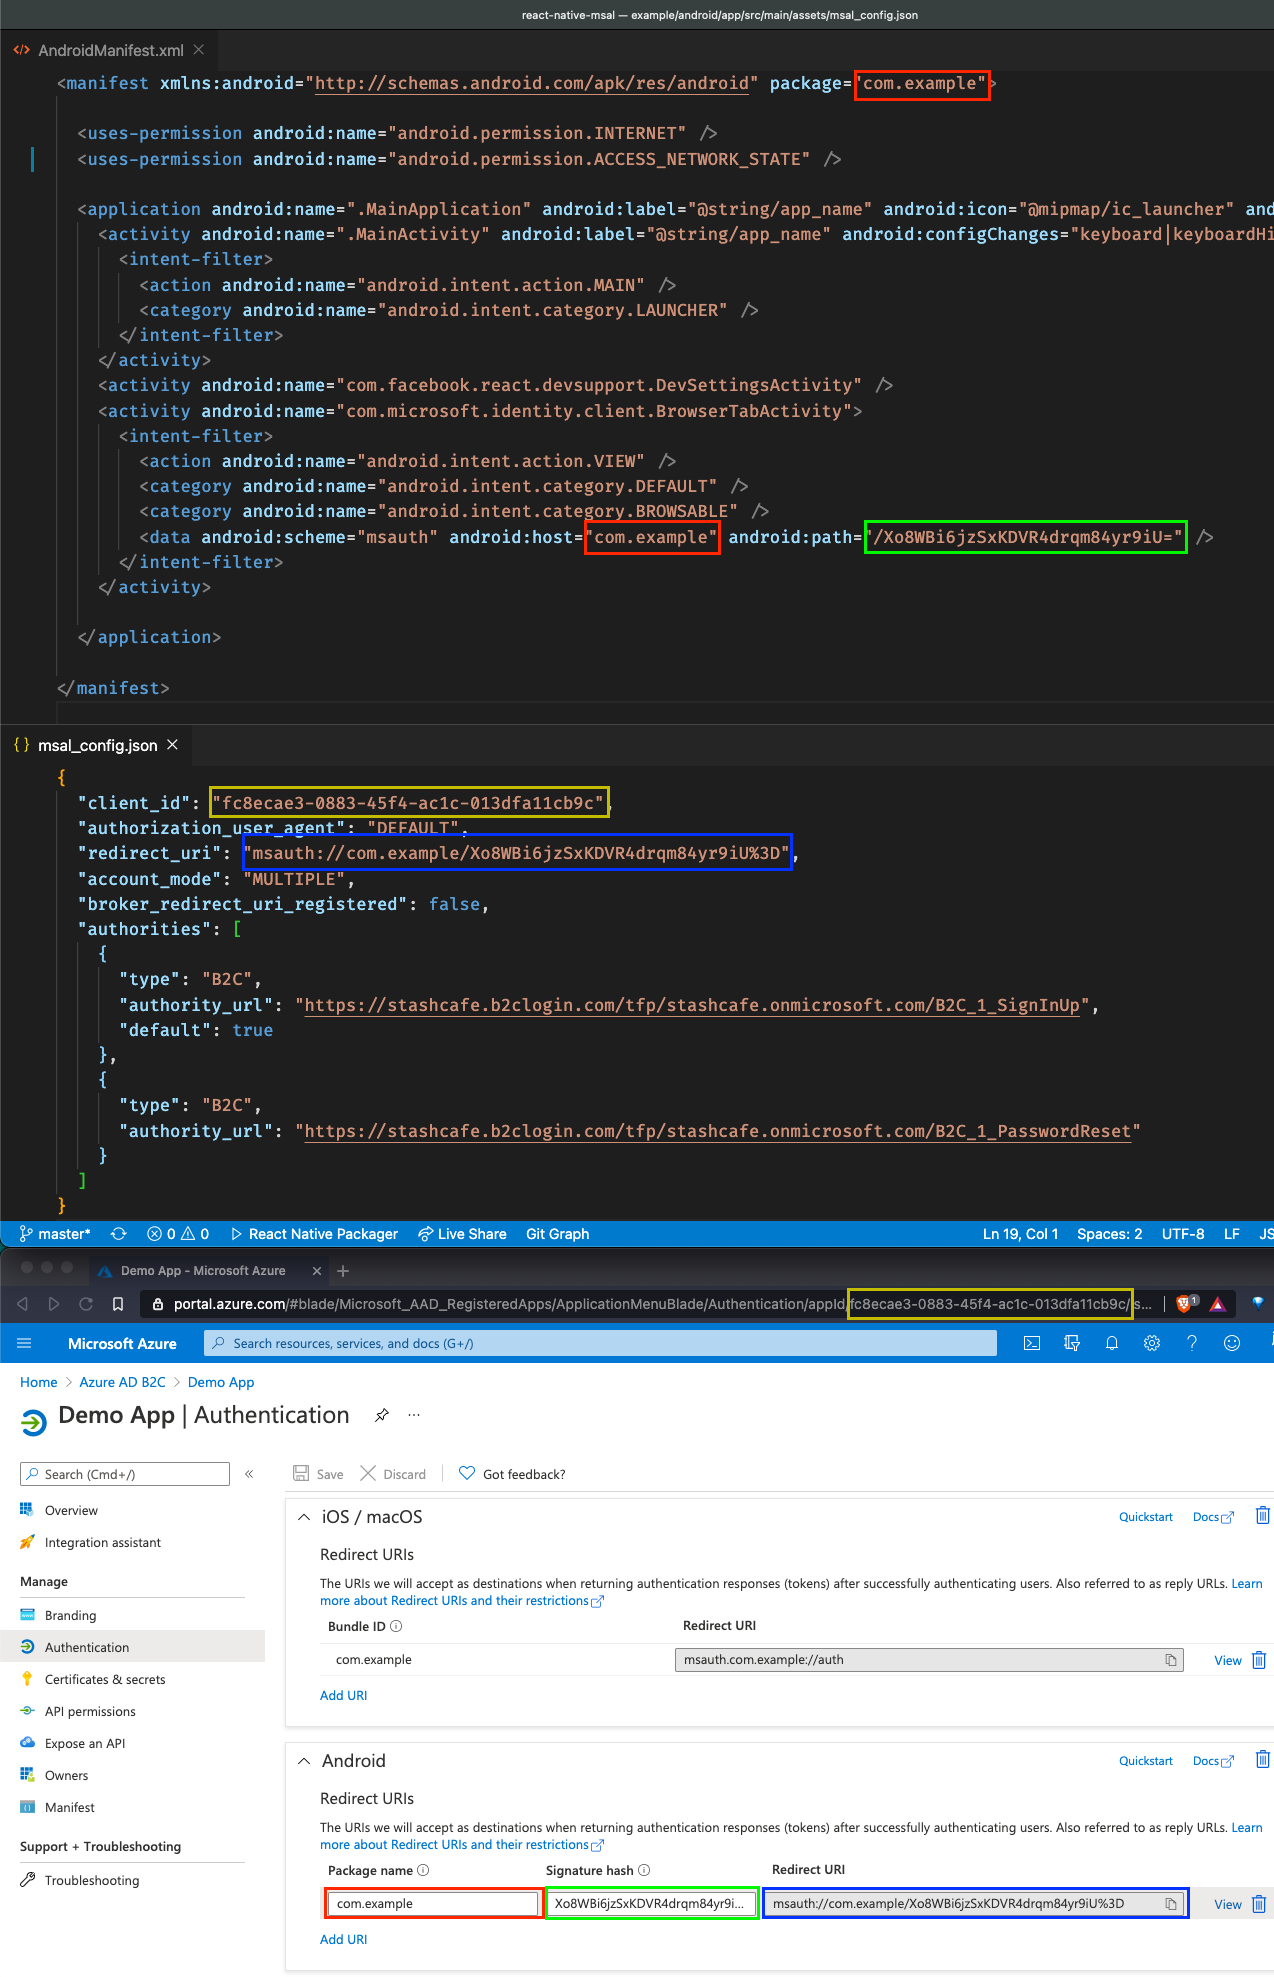 react-native-msal — example/android/app/src/main/assets/msal_config.json
AndroidManifest.xml
<manifest xmlns:android="http://schemas.android.com/apk/res/android" package="com.example">
<uses-permission android:name="android.permission.INTERNET" />
<uses-permission android:name="android.permission.ACCESS_NETWORK_STATE" />
<application android:name=".MainApplication" android:label="@string/app_name" android:icon="@mipmap/ic_launcher" and
<activity android:name=".MainActivity" android:label="@string/app_name" android:configChanges="keyboard|keyboardHi
<intent-filter>
<action android:name="android.intent.action.MAIN" />
<category android:name="android.intent.category.LAUNCHER" />
</intent-filter>
</activity>
<activity android:name="com.facebook.react.devsupport.DevSettingsActivity" />
<activity android:name="com.microsoft.identity.client.BrowserTabActivity">
<intent-filter>
<action android:name="android.intent.action.VIEW" />
<category android:name="android.intent.category.DEFAULT" />
<category android:name="android.intent.category.BROWSABLE" />
<data android:scheme="msauth" android:host="com.example" android:path="/Xo8WBi6jzSxKDVR4drqm84yr9iU=" />
</intent-filter>
</activity>
</application>
</manifest>
{ } msal_config.json
{
"client_id": "fc8ecae3-0883-45f4-ac1c-013dfa11cb9c",
"authorization_user_agent": "DEFAULT",
"redirect_uri": "msauth://com.example/Xo8WBi6jzSxKDVR4drqm84yr9iU%3D",
"account_mode": "MULTIPLE",
"broker_redirect_uri_registered": false,
"authorities": [
{
"type": "B2C",
"authority_url": "https://stashcafe.b2clogin.com/tfp/stashcafe.onmicrosoft.com/B2C_1_SignInUp",
"default": true
},
{
"type": "B2C",
"authority_url": "https://stashcafe.b2clogin.com/tfp/stashcafe.onmicrosoft.com/B2C_1_PasswordReset"
}
]
}
master* 0 0 React Native Packager Live Share Git Graph Ln 19, Col 1 Spaces: 2 UTF-8 LF JS
Demo App - Microsoft Azure
portal.azure.com/#blade/Microsoft_AAD_RegisteredApps/ApplicationMenuBlade/Authentication/appId/fc8ecae3-0883-45f4-ac1c-013dfa11cb9c/s... 1
Microsoft Azure Search resources, services, and docs (G+/)
Home > Azure AD B2C > Demo App
Demo App | Authentication ...
Search (Cmd+/) «
Save Discard Got feedback?
Overview
Integration assistant
Manage
Branding
Authentication
Certificates & secrets
API permissions
Expose an API
Owners
Manifest
Support + Troubleshooting
Troubleshooting
iOS / macOS Quickstart Docs
Redirect URIs
The URIs we will accept as destinations when returning authentication responses (tokens) after successfully authenticating users. Also referred to as reply URLs. Learn
more about Redirect URIs and their restrictions
Bundle ID Redirect URI
com.example msauth.com.example://auth View
Add URI
Android Quickstart Docs
Redirect URIs
The URIs we will accept as destinations when returning authentication responses (tokens) after successfully authenticating users. Also referred to as reply URLs. Learn
more about Redirect URIs and their restrictions
Package name Signature hash Redirect URI
com.example Xo8WBi6jzSxKDVR4drqm84yr9i... msauth://com.example/Xo8WBi6jzSxKDVR4drqm84yr9iU%3D View
Add URI